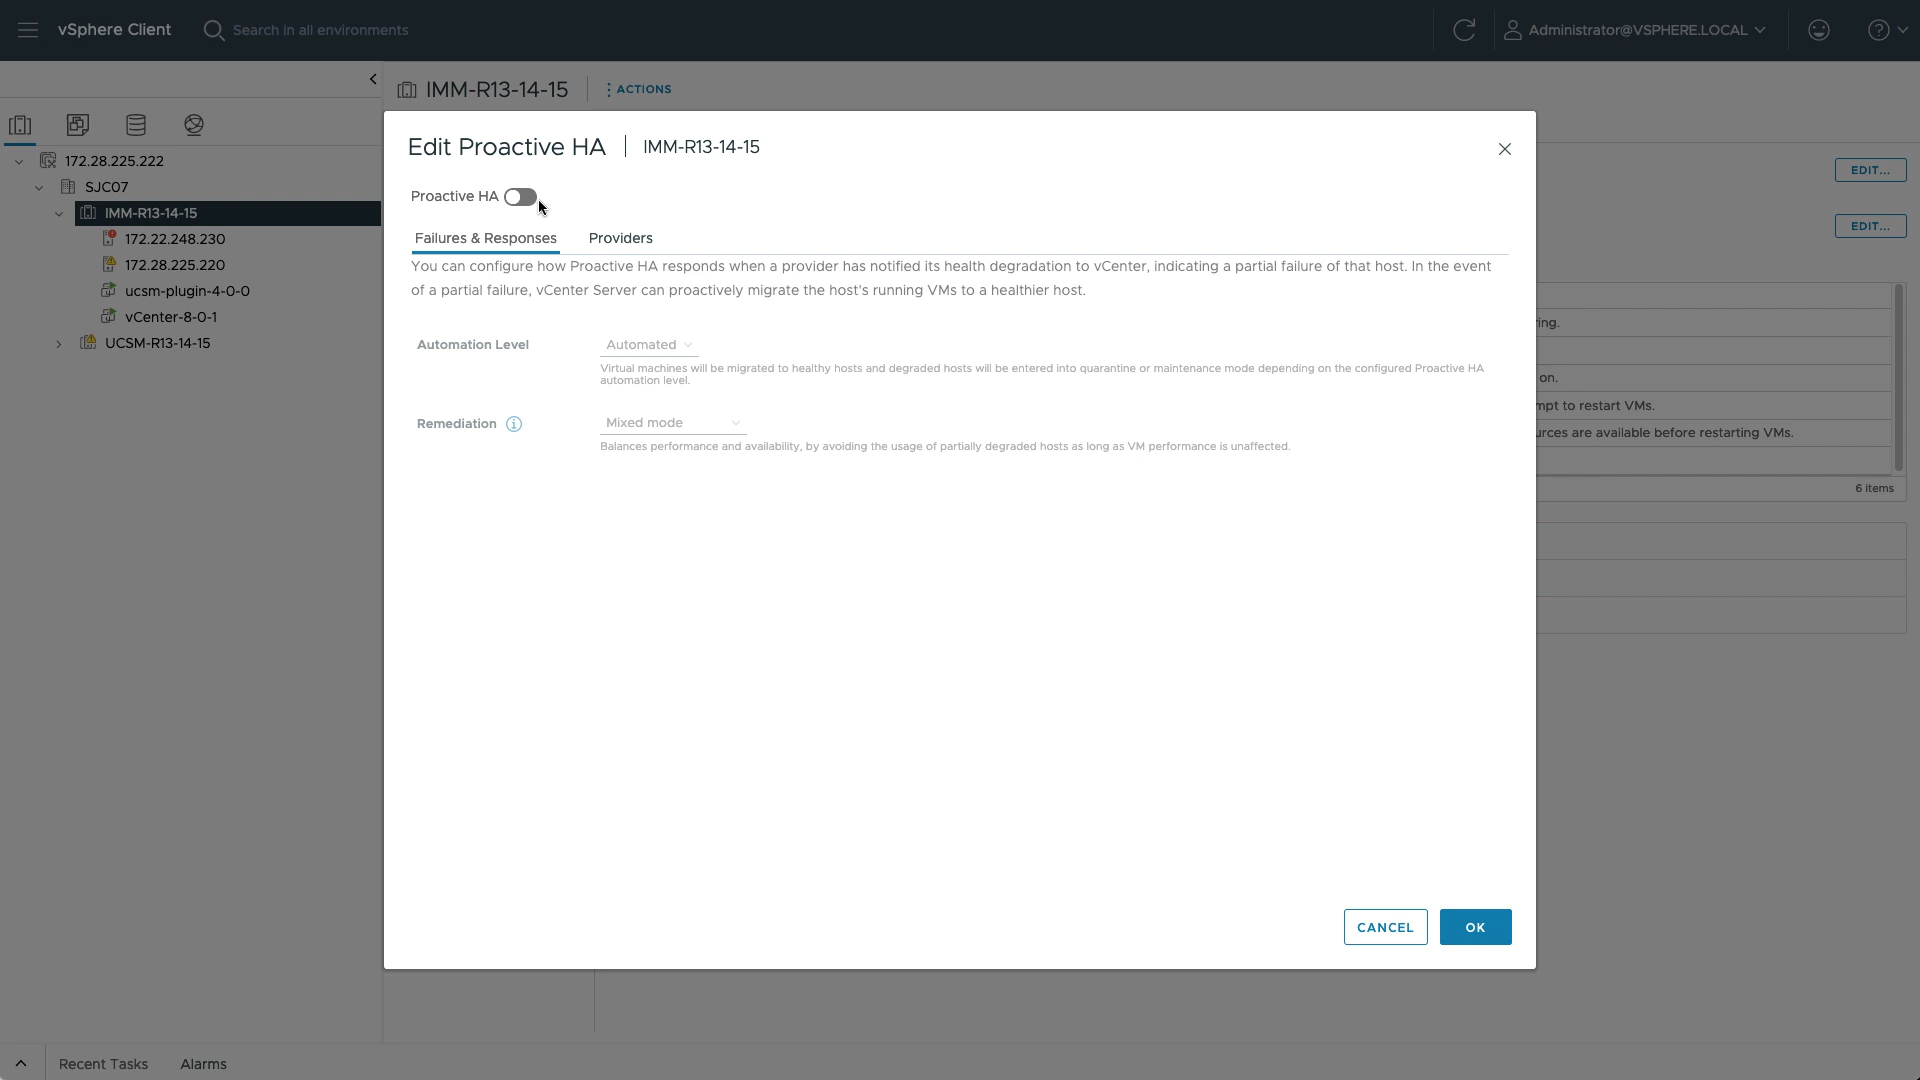 vSphere Client
Search in all environments
Administrator@VSPHERE.LOCAL
IMM-R13-14-15
ACTIONS
172.28.225.222
SJC07
IMM-R13-14-15
172.22.248.230
172.28.225.220
ucsm-plugin-4-0-0
vCenter-8-0-1
UCSM-R13-14-15
Edit Proactive HA
IMM-R13-14-15
Proactive HA
Failures & Responses
Providers
You can configure how Proactive HA responds when a provider has notified its health degradation to vCenter, indicating a partial failure of that host. In the event
of a partial failure, vCenter Server can proactively migrate the host's running VMs to a healthier host.
Automation Level
Automated
Virtual machines will be migrated to healthy hosts and degraded hosts will be entered into quarantine or maintenance mode depending on the configured Proactive HA
automation level.
Remediation
Mixed mode
Balances performance and availability, by avoiding the usage of partially degraded hosts as long as VM performance is unaffected.
CANCEL
OK
EDIT...
EDIT...
ring.
on.
mpt to restart VMs.
urces are available before restarting VMs.
6 items
Recent Tasks
Alarms